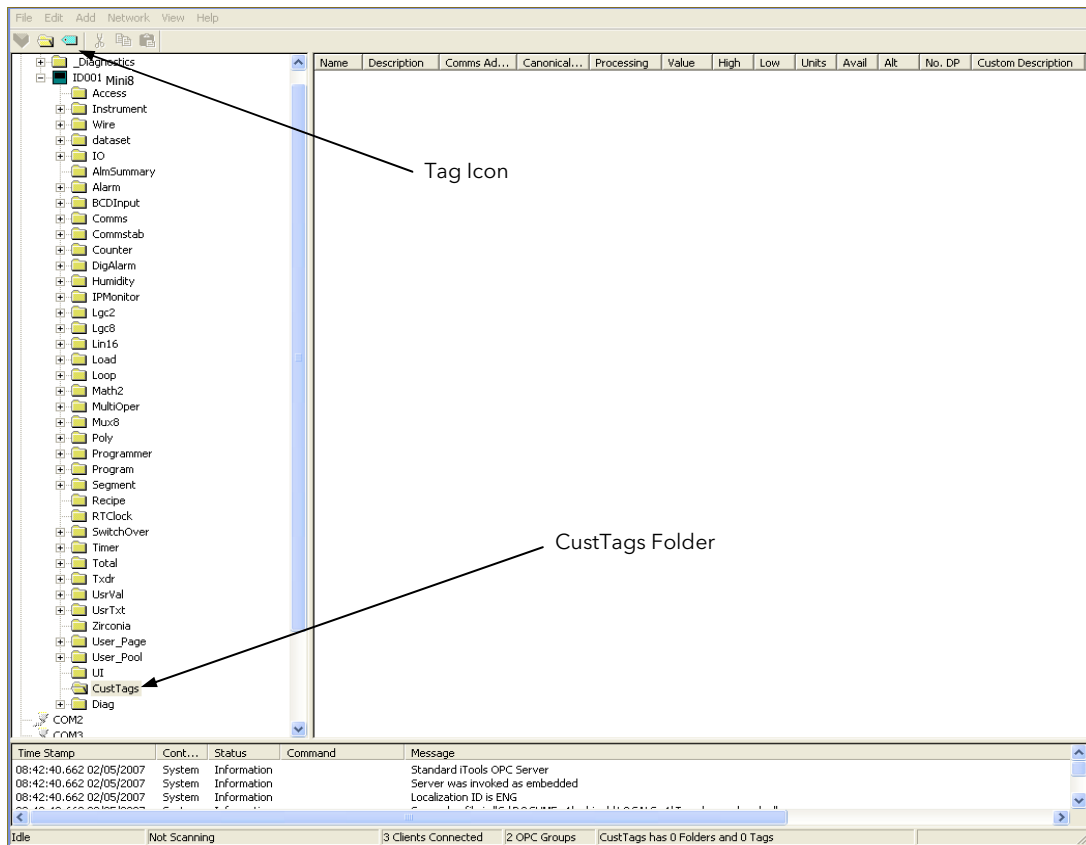 File Edit Add Network View Help
Name Description Comms Ad... Canonical... Processing Value High Low Units Avail Alt No. DP Custom Description
_Diagnostics
ID001 Mini8
Access
Instrument
Wire
dataset
IO
AlmSummary
Tag Icon
Alarm
BCDInput
Comms
Commstab
Counter
DigAlarm
Humidity
IPMonitor
Lgc2
Lgc8
Lin16
Load
Loop
Math2
MultiOper
Mux8
Poly
Programmer
Program
Segment
Recipe
RTClock
SwitchOver
CustTags Folder
Timer
Total
Txdr
UsrVal
UsrTxt
Zirconia
User_Page
User_Pool
UI
CustTags
Diag
COM2
COM3
Time Stamp Cont... Status Command Message
08:42:40.662 02/05/2007 System Information Standard iTools OPC Server
08:42:40.662 02/05/2007 System Information Server was invoked as embedded
08:42:40.662 02/05/2007 System Information Localization ID is ENG
Idle Not Scanning 3 Clients Connected 2 OPC Groups CustTags has 0 Folders and 0 Tags